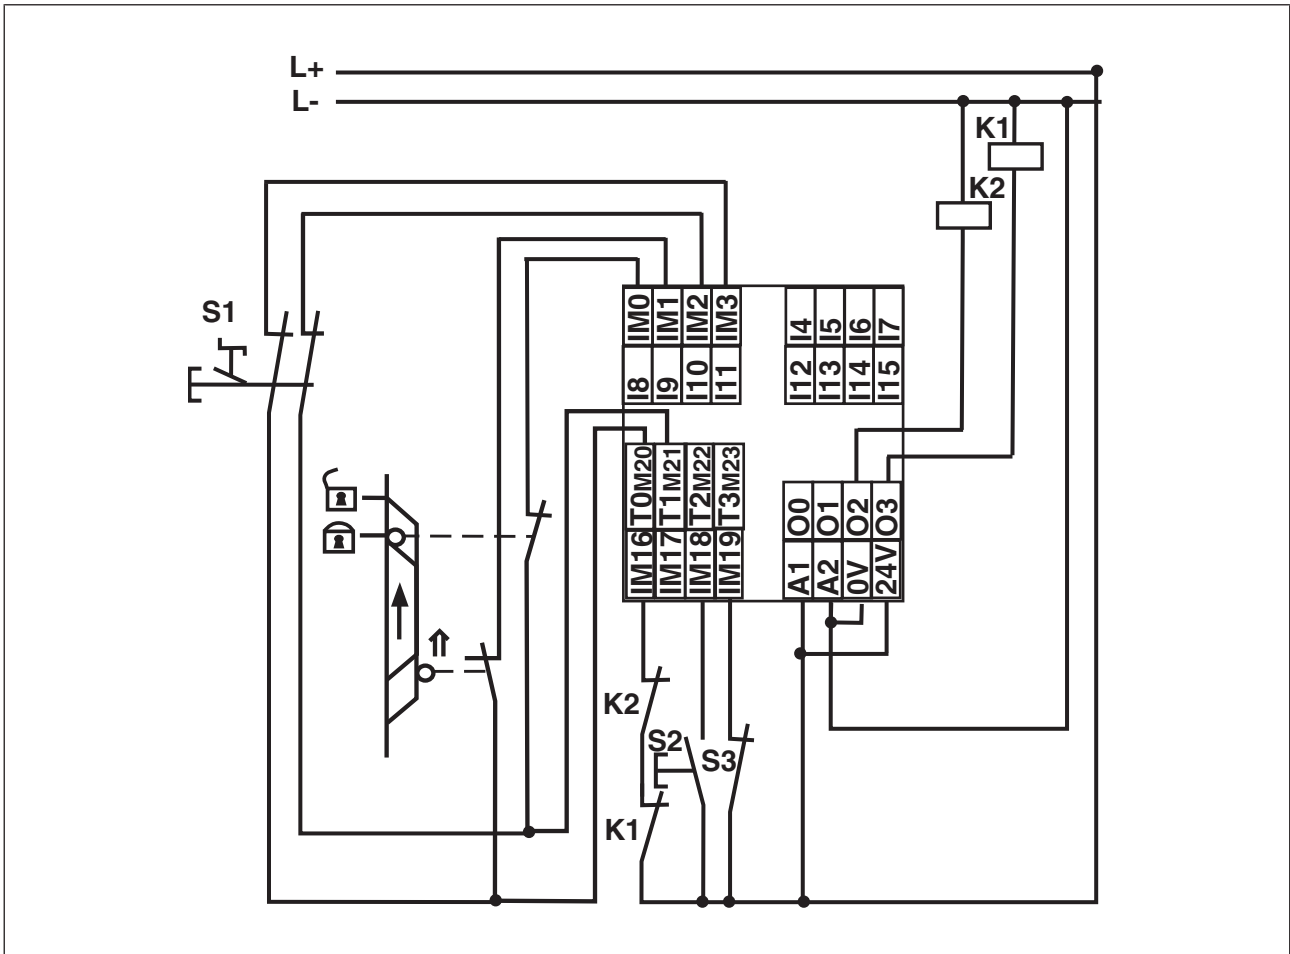 L+
L-
K1
K2
S1
IM0 IM1 IM2 IM3
I4 I5 I6 I7
I8 I9 I10 I11
I12 I13 I14 I15
T0M20 T1M21 T2M22 T3M23
O0 O1 O2 O3
IM16 IM17 IM18 IM19
A1 A2 0V 24V
K2
S2
S3
K1